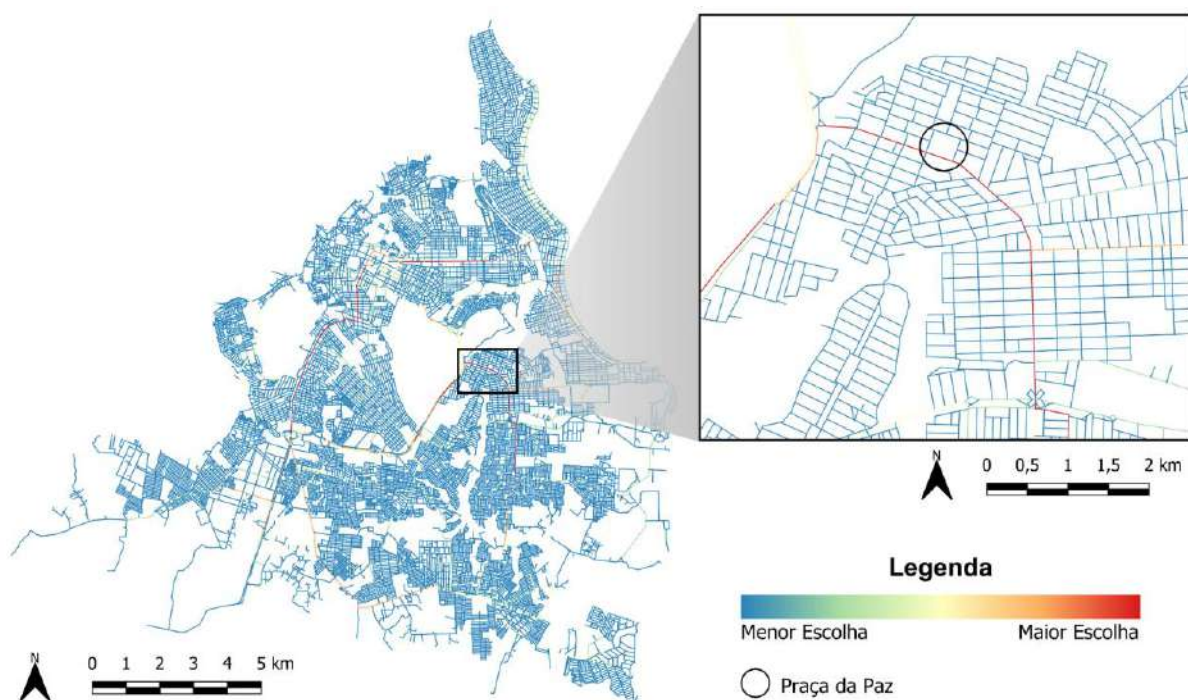 N
0 0,5 1 1,5 2 km
Legenda
Menor Escolha Maior Escolha
Praça da Paz
N
0 1 2 3 4 5 km